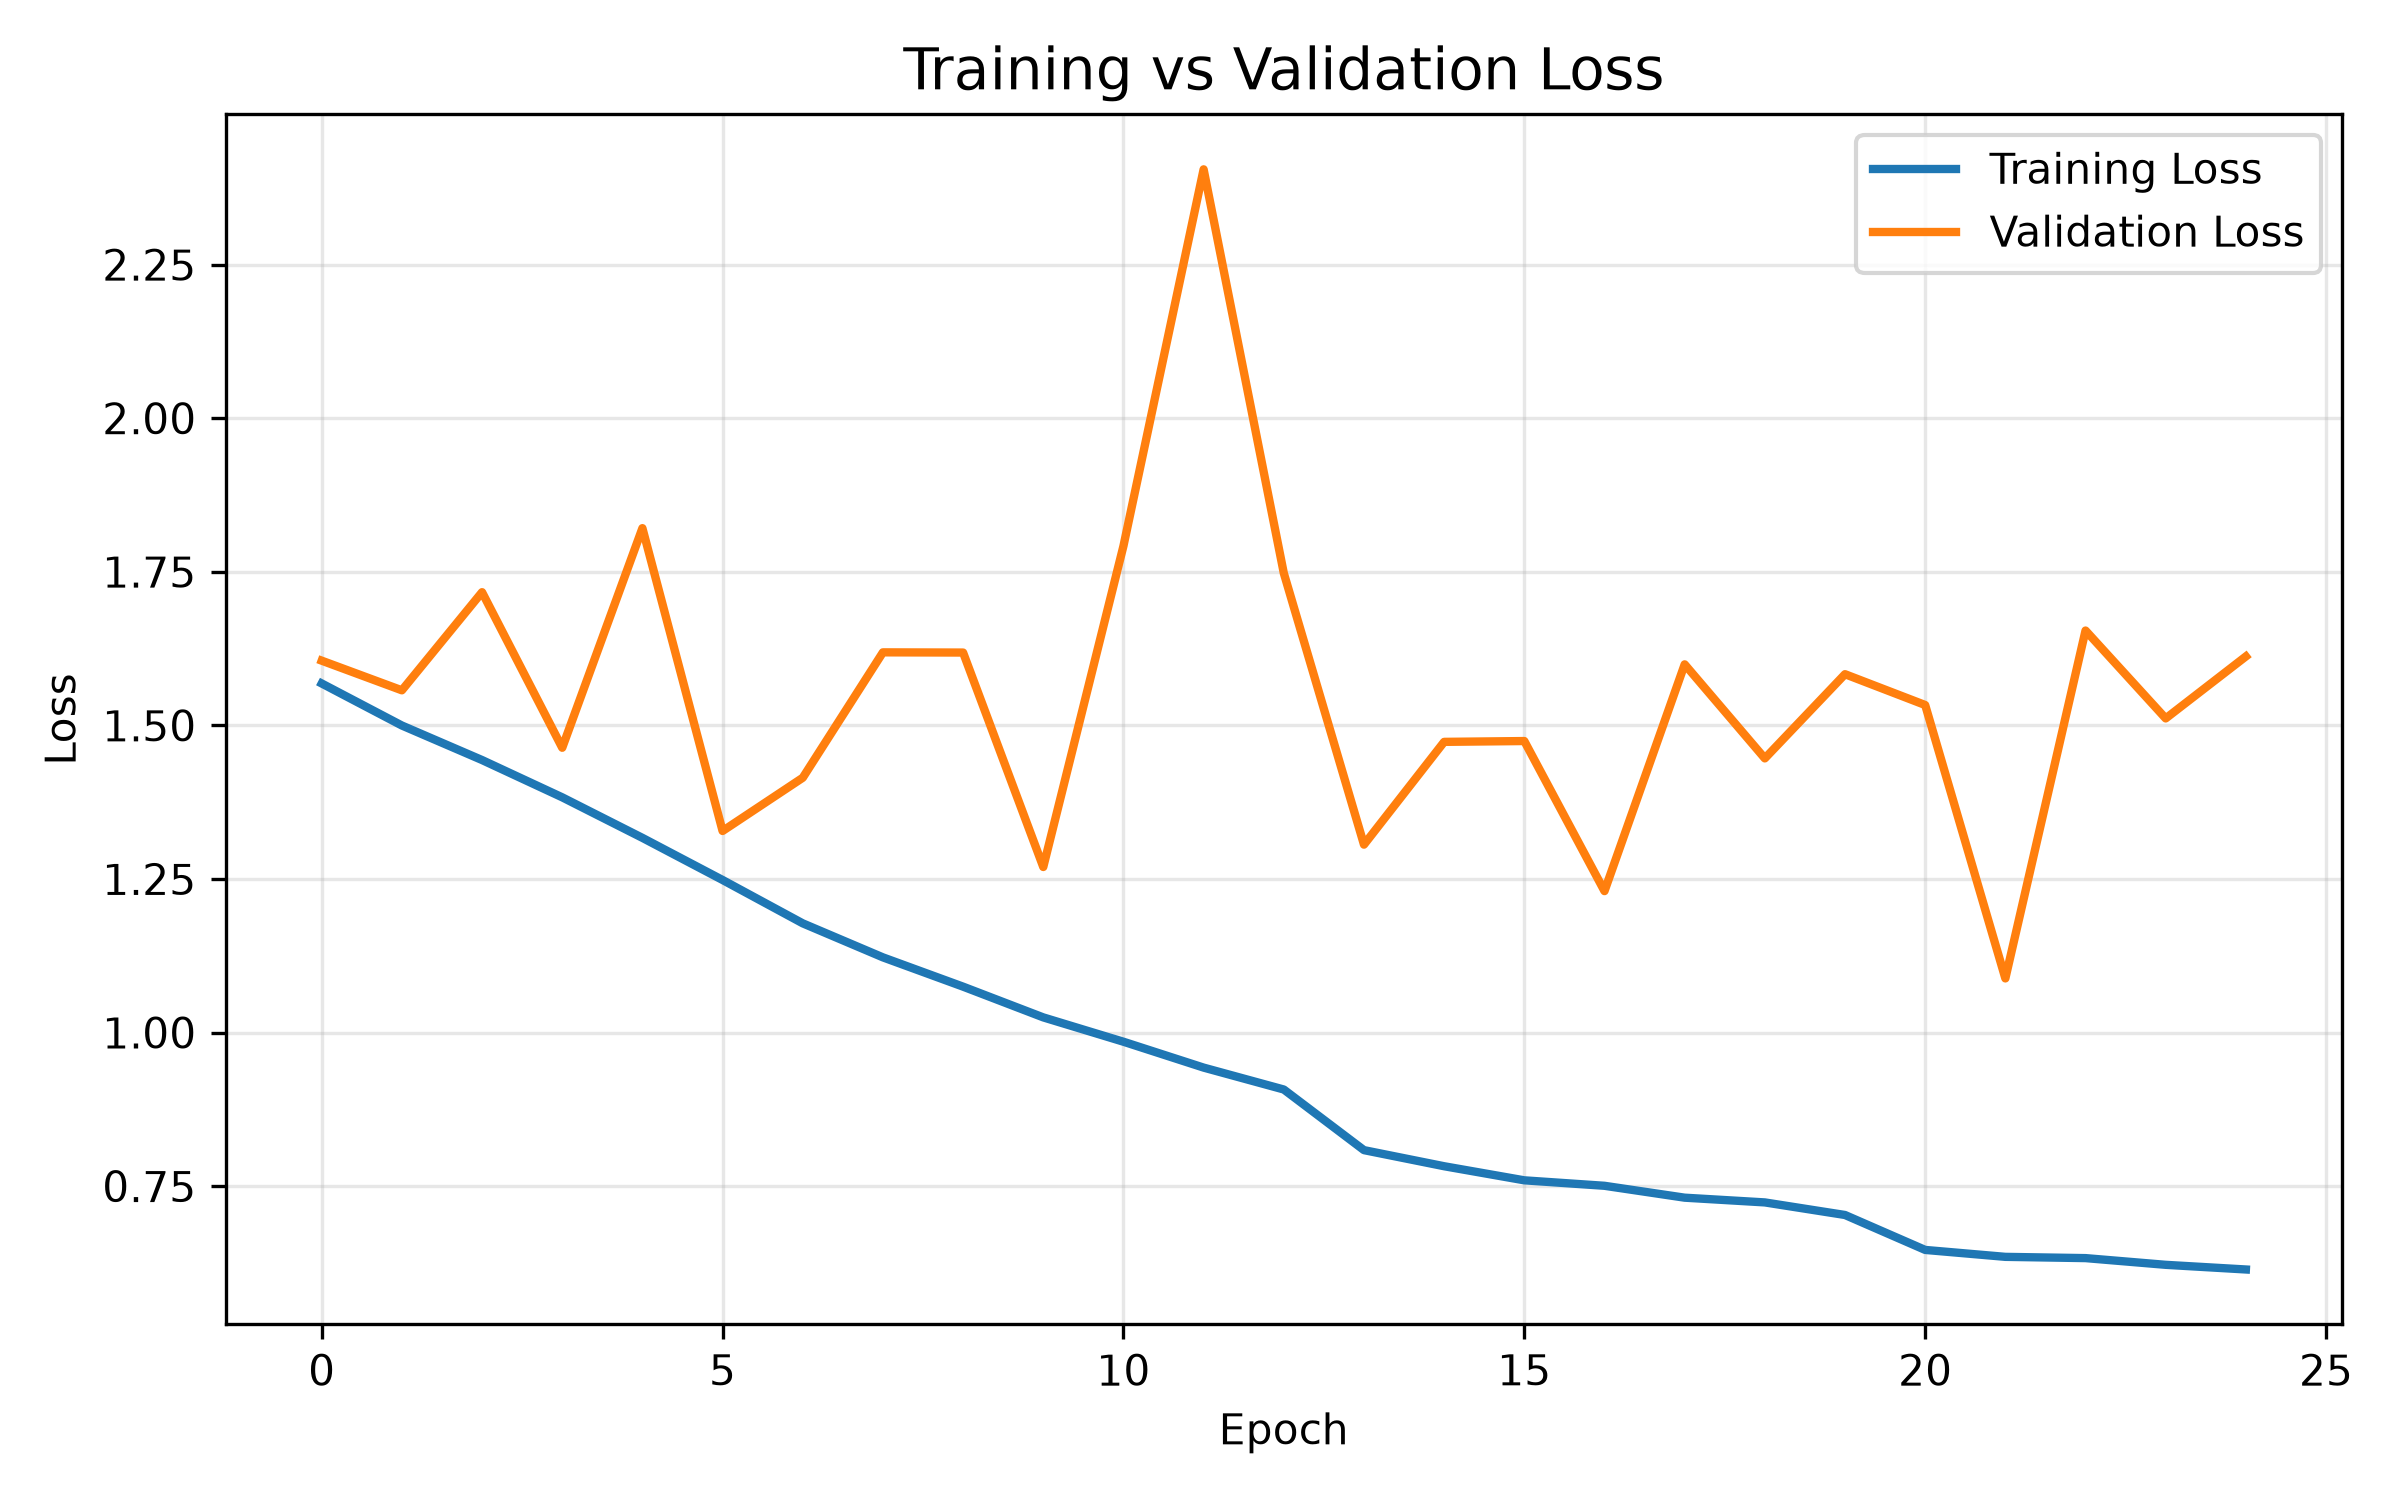 Training vs Validation Loss
Training Loss
Validation Loss
2.25
2.00
1.75
1.50
1.25
1.00
0.75
Loss
0 5 10 15 20 25
Epoch